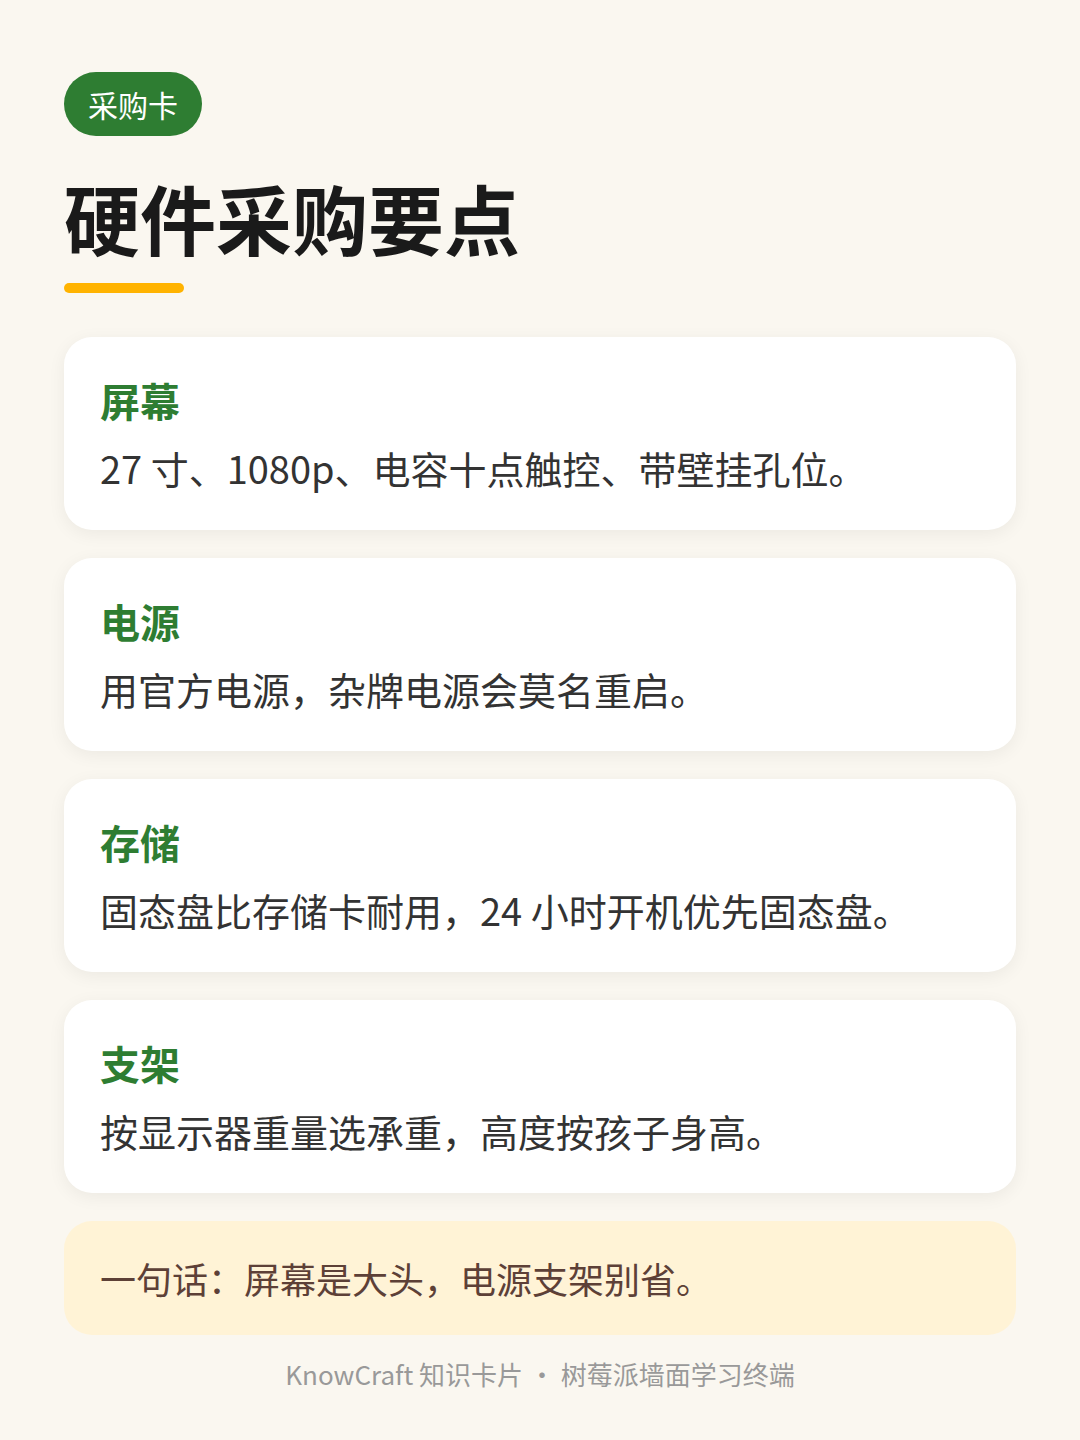 采购卡
硬件采购要点
屏幕
27 寸、1080p、电容十点触控、带壁挂孔位。
电源
用官方电源，杂牌电源会莫名重启。
存储
固态盘比存储卡耐用，24 小时开机优先固态盘。
支架
按显示器重量选承重，高度按孩子身高。
一句话：屏幕是大头，电源支架别省。
KnowCraft 知识卡片 · 树莓派墙面学习终端